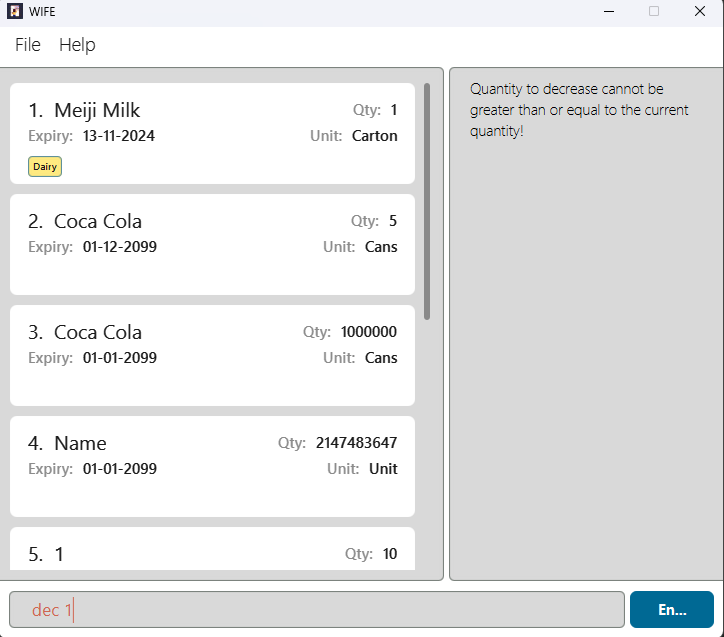 WIFE
File Help
1. Meiji Milk Qty: 1
Expiry: 13-11-2024 Unit: Carton
Dairy
2. Coca Cola Qty: 5
Expiry: 01-12-2099 Unit: Cans
3. Coca Cola Qty: 1000000
Expiry: 01-01-2099 Unit: Cans
4. Name Qty: 2147483647
Expiry: 01-01-2099 Unit: Unit
5. 1 Qty: 10
Quantity to decrease cannot be
greater than or equal to the current
quantity!
dec 1
En...